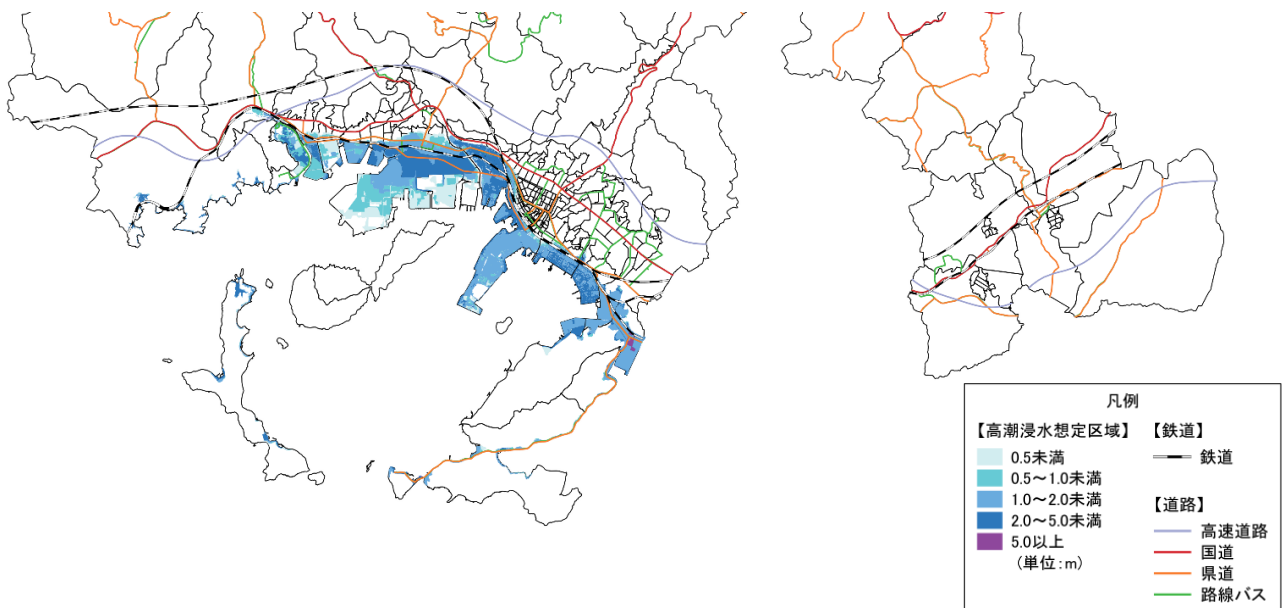 凡例
【高潮浸水想定区域】
0.5未満
0.5～1.0未満
1.0～2.0未満
2.0～5.0未満
5.0以上
(単位:m)
【鉄道】
鉄道
【道路】
高速道路
国道
県道
路線バス